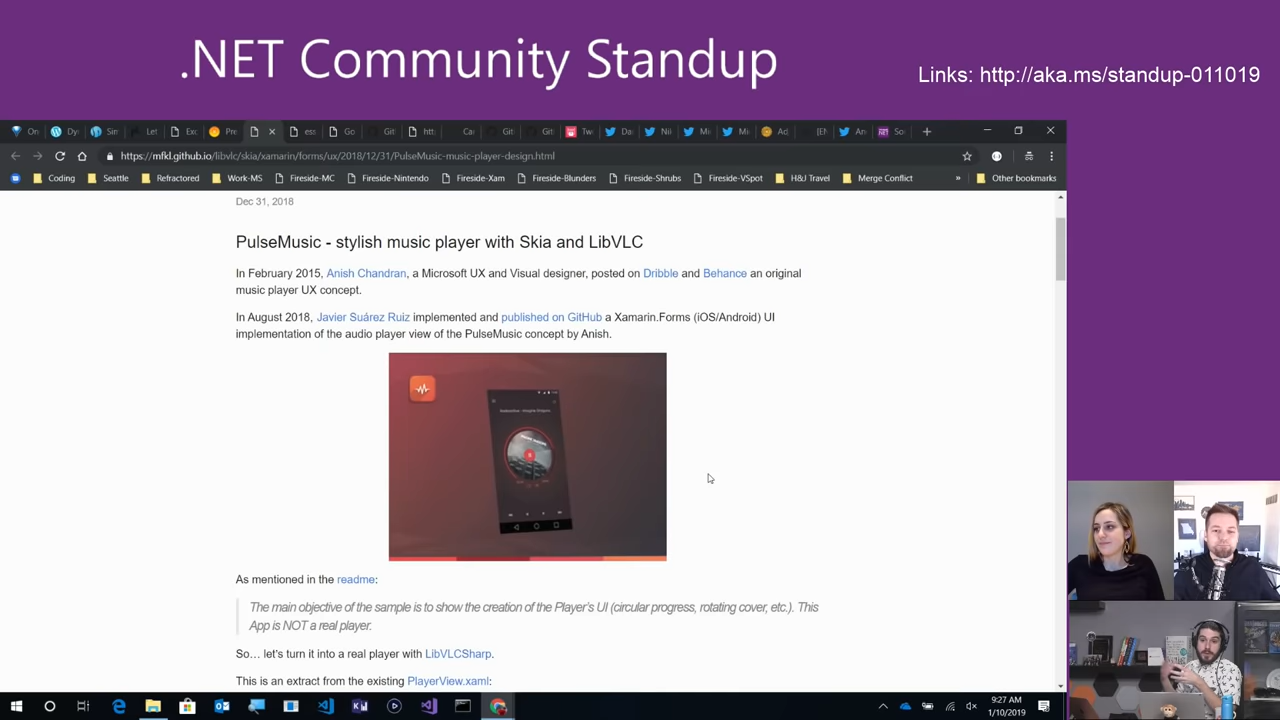 .NET Community Standup
Links: http://aka.ms/standup-011019
https://mfkl.github.io/libvlc/skia/xamarin/forms/ux/2018/12/31/PulseMusic-music-player-design.html
Coding Seattle Refractored Work-MS Fireside-MC Fireside-Nintendo Fireside-Xam Fireside-Blunders Fireside-Shrubs Fireside-VSpot H&J Travel Merge Conflict » Other bookmarks
Dec 31, 2018
PulseMusic - stylish music player with Skia and LibVLC
In February 2015, Anish Chandran, a Microsoft UX and Visual designer, posted on Dribble and Behance an original
music player UX concept.
In August 2018, Javier Suárez Ruiz implemented and published on GitHub a Xamarin.Forms (iOS/Android) UI
implementation of the audio player view of the PulseMusic concept by Anish.
As mentioned in the readme:
The main objective of the sample is to show the creation of the Player's UI (circular progress, rotating cover, etc.). This
App is NOT a real player.
So... let's turn it into a real player with LibVLCSharp.
This is an extract from the existing PlayerView.xaml:
9:27 AM
1/10/2019